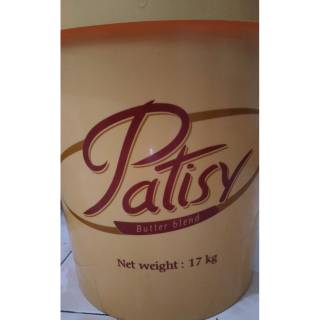 Patisy
Butter blend
Net weight : 17 kg